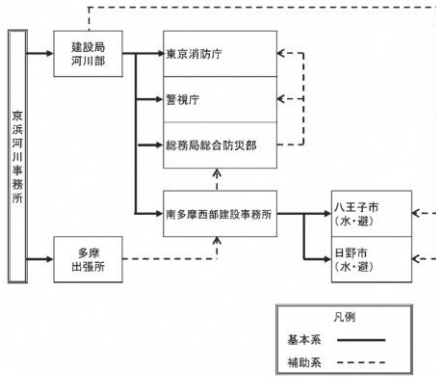 京浜河川事務所
建設局
河川部
東京消防庁
警視庁
総務局総合防災部
南多摩西部建設事務所
八王子市
(水・避)
日野市
(水・避)
多摩
出張所
凡例
基本系
補助系